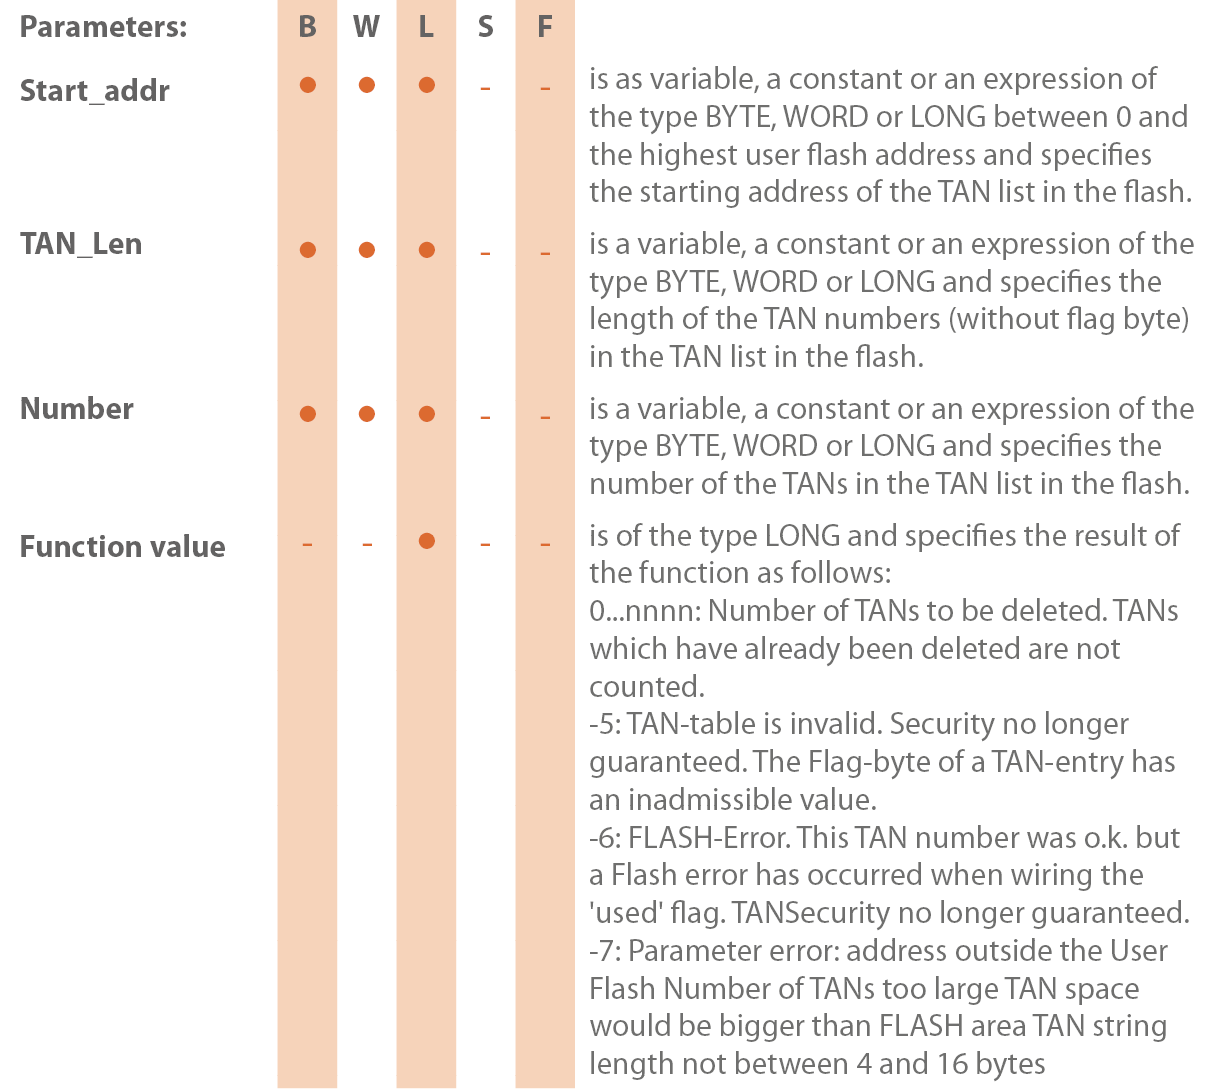 Parameters: B W L S F
Start_addr ● ● ● - - is as variable, a constant or an expression of
the type BYTE, WORD or LONG between 0 and
the highest user flash address and specifies
the starting address of the TAN list in the flash.
TAN_Len ● ● ● - - is a variable, a constant or an expression of the
type BYTE, WORD or LONG and specifies the
length of the TAN numbers (without flag byte)
in the TAN list in the flash.
Number ● ● ● - - is a variable, a constant or an expression of the
type BYTE, WORD or LONG and specifies the
number of the TANs in the TAN list in the flash.
Function value - - ● - - is of the type LONG and specifies the result of
the function as follows:
0...nnnn: Number of TANs to be deleted. TANs
which have already been deleted are not
counted.
-5: TAN-table is invalid. Security no longer
guaranteed. The Flag-byte of a TAN-entry has
an inadmissible value.
-6: FLASH-Error. This TAN number was o.k. but
a Flash error has occurred when wiring the
'used' flag. TANSecurity no longer guaranteed.
-7: Parameter error: address outside the User
Flash Number of TANs too large TAN space
would be bigger than FLASH area TAN string
length not between 4 and 16 bytes